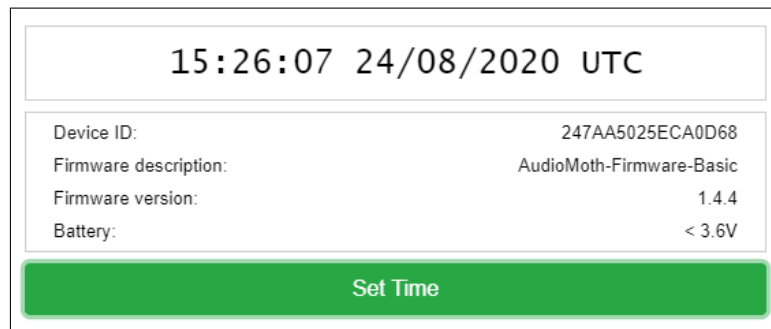 15:26:07 24/08/2020 UTC
Device ID: 247AA5025ECA0D68
Firmware description: AudioMoth-Firmware-Basic
Firmware version: 1.4.4
Battery: < 3.6V
Set Time